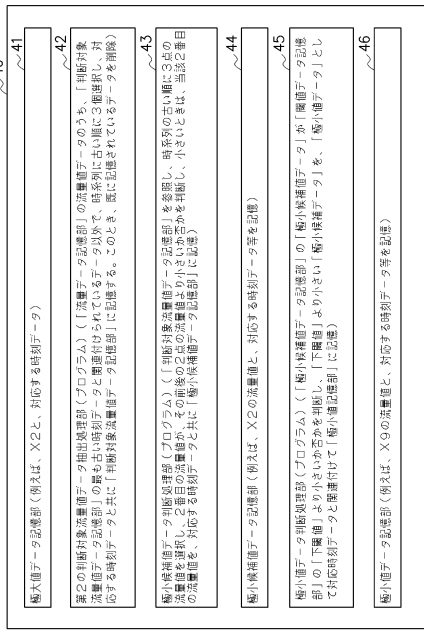 40
41
極大値データ記憶部(例えば、X2と、対応する時刻データ)
42
第2の判断対象流量値データ抽出処理部(プログラム)(「流量データ記憶部」の流量値データのうち、「判断対象
流量値データ記憶部」の最も古い時刻データと関連付けられているデータ以外で、時系列に古い順に3個選択し、対
応する時刻データと共に「判断対象流量値データ記憶部」に記憶する。このとき、既に記憶されているデータを削除)
43
極小候補値データ判断処理部(プログラム)(「判断対象流量値データ記憶部」を参照し、時系列の古い順に3点の
流量値を選択し、2番目の流量値が、その前後の2点の流量値より小さいか否かを判断し、小さいときは、当該2番目
の流量値を、対応する時刻データと共に「極小候補値データ記憶部」に記憶)
44
極小候補値データ記憶部(例えば、X2の流量値と、対応する時刻データ等を記憶)
45
極小値データ判断処理部(プログラム)(「極小候補値データ記憶部」の「極小候補値データ」が「閾値データ記憶
部」の「下閾値」より小さいか否かを判断し、「下閾値」より小さい「極小候補データ」を、「極小値データ」とし
て対応時刻データと関連付けて「極小値記憶部」に記憶)
46
極小値データ記憶部(例えば、X9の流量値と、対応する時刻データ等を記憶)